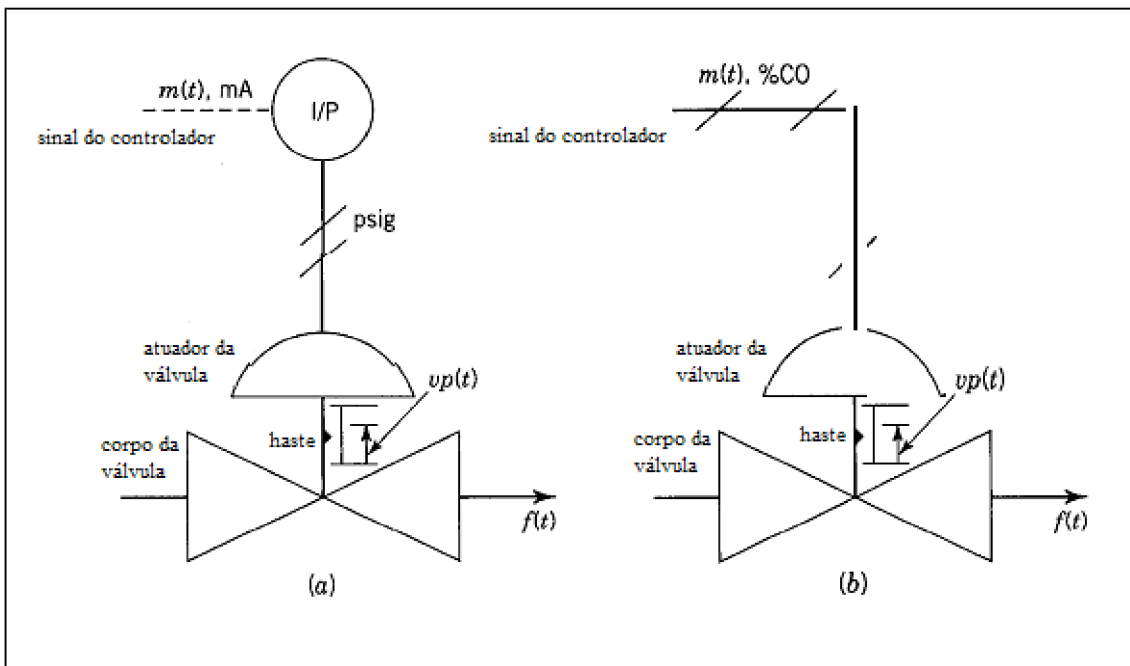 m(t), mA
I/P
sinal do controlador
psig
atuador da
válvula
vp(t)
haste
corpo da
válvula
f(t)
(a)
m(t), %CO
sinal do controlador
atuador da
válvula
vp(t)
haste
corpo da
válvula
f(t)
(b)